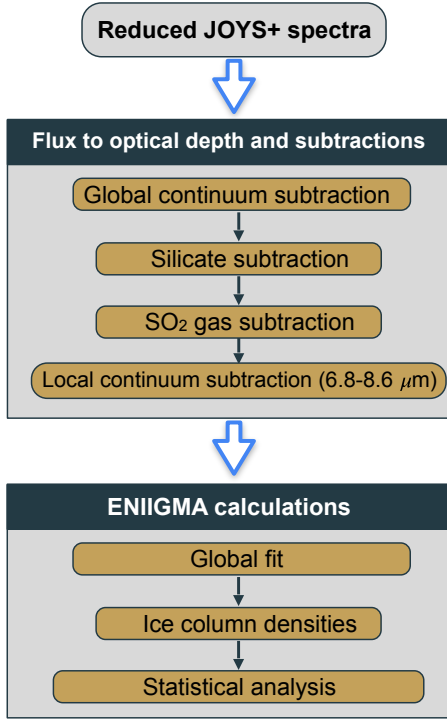 Reduced JOYS+ spectra
Flux to optical depth and subtractions
Global continuum subtraction
Silicate subtraction
SO₂ gas subtraction
Local continuum subtraction (6.8-8.6 μm)
ENIIGMA calculations
Global fit
Ice column densities
Statistical analysis